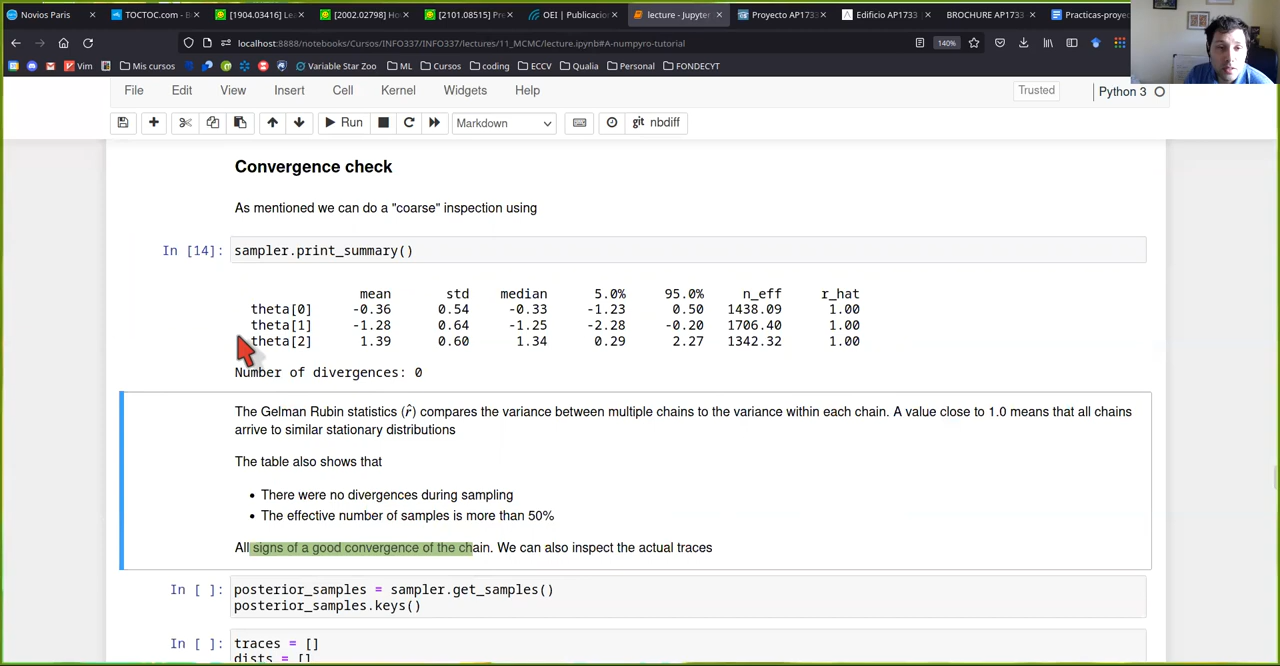 Novios Paris
TOCTOC.com - B
[1904.03416] Lea
[2002.02798] Ho
[2101.08515] Pre
OEI | Publicacion
lecture - Jupyter
Proyecto AP173
Edificio AP1733
BROCHURE AP173
Practicas-proye
localhost:8888/notebooks/Cursos/INFO337/INFO337/lectures/11_MCMC/lecture.ipynb#A-numpyro-tutorial
140%
Vim
Mis cursos
Variable Star Zoo
ML
Cursos
coding
ECCV
Qualia
Personal
FONDECYT
File Edit View Insert Cell Kernel Widgets Help
Trusted
Python 3
Run
Markdown
git nbdiff
Convergence check
As mentioned we can do a "coarse" inspection using
In [14]: sampler.print_summary()
mean std median 5.0% 95.0% n_eff r_hat
theta[0] -0.36 0.54 -0.33 -1.23 0.50 1438.09 1.00
theta[1] -1.28 0.64 -1.25 -2.28 -0.20 1706.40 1.00
theta[2] 1.39 0.60 1.34 0.29 2.27 1342.32 1.00
Number of divergences: 0
The Gelman Rubin statistics (r̂) compares the variance between multiple chains to the variance within each chain. A value close to 1.0 means that all chains
arrive to similar stationary distributions
The table also shows that
• There were no divergences during sampling
• The effective number of samples is more than 50%
All signs of a good convergence of the chain. We can also inspect the actual traces
In [ ]: posterior_samples = sampler.get_samples()
posterior_samples.keys()
In [ ]: traces = []
dists = []